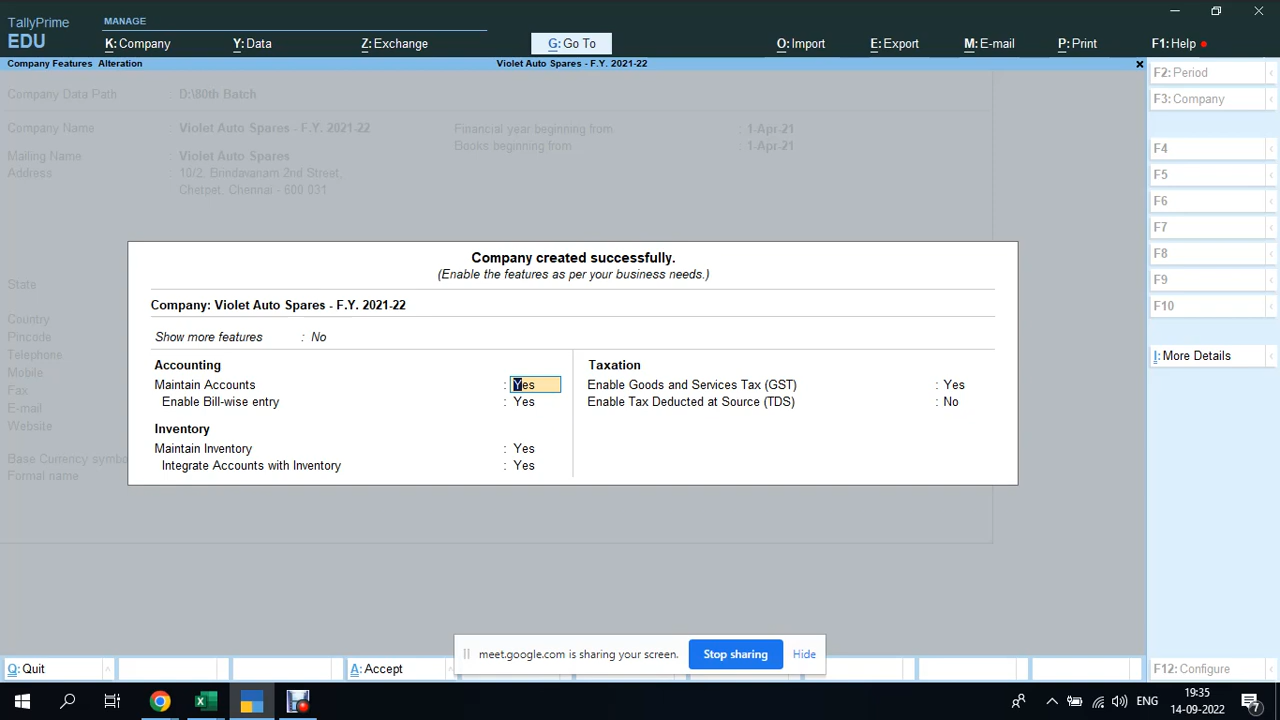 TallyPrime
EDU
MANAGE
K: Company
Y: Data
Z: Exchange
G: Go To
O: Import
E: Export
M: E-mail
P: Print
F1: Help
Company Features Alteration
Violet Auto Spares - F.Y. 2021-22
F2: Period
F3: Company
F4
F5
F6
F7
F8
F9
F10
I: More Details
Company Data Path D:\80th Batch
Company Name Violet Auto Spares - F.Y. 2021-22 Financial year beginning from : 1-Apr-21
Books beginning from : 1-Apr-21
Mailing Name : Violet Auto Spares
Address : 10/2, Brindavanam 2nd Street,
Chetpet, Chennai - 600 031
State
Country
Pincode
Telephone
Mobile
Fax
E-mail
Website
Base Currency symbo
Formal name
Company created successfully.
(Enable the features as per your business needs.)
Company: Violet Auto Spares - F.Y. 2021-22
Show more features : No
Accounting
Maintain Accounts : Yes
Enable Bill-wise entry : Yes
Inventory
Maintain Inventory : Yes
Integrate Accounts with Inventory : Yes
Taxation
Enable Goods and Services Tax (GST) : Yes
Enable Tax Deducted at Source (TDS) : No
meet.google.com is sharing your screen.
Stop sharing
Hide
Q: Quit
A: Accept
F12: Configure
ENG
19:35
14-09-2022
7